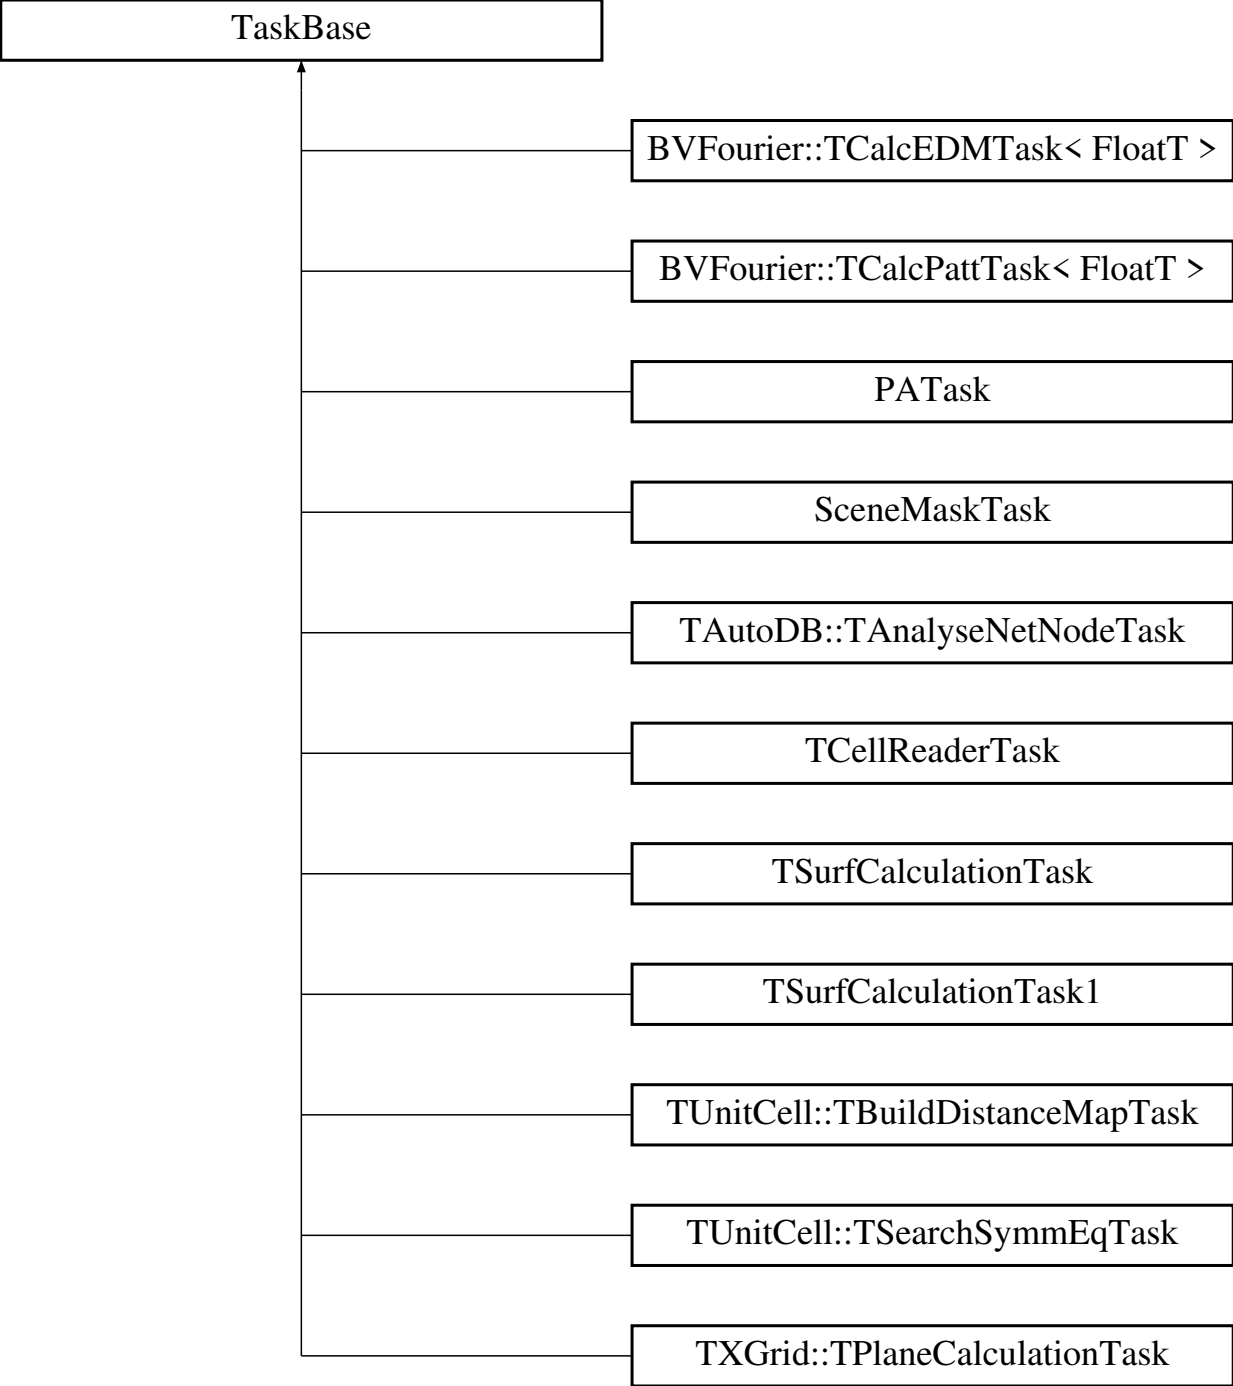 TaskBase
BVFourier::TCalcEDMTask< FloatT >
BVFourier::TCalcPattTask< FloatT >
PATask
SceneMaskTask
TAutoDB::TAnalyseNetNodeTask
TCellReaderTask
TSurfCalculationTask
TSurfCalculationTask1
TUnitCell::TBuildDistanceMapTask
TUnitCell::TSearchSymmEqTask
TXGrid::TPlaneCalculationTask